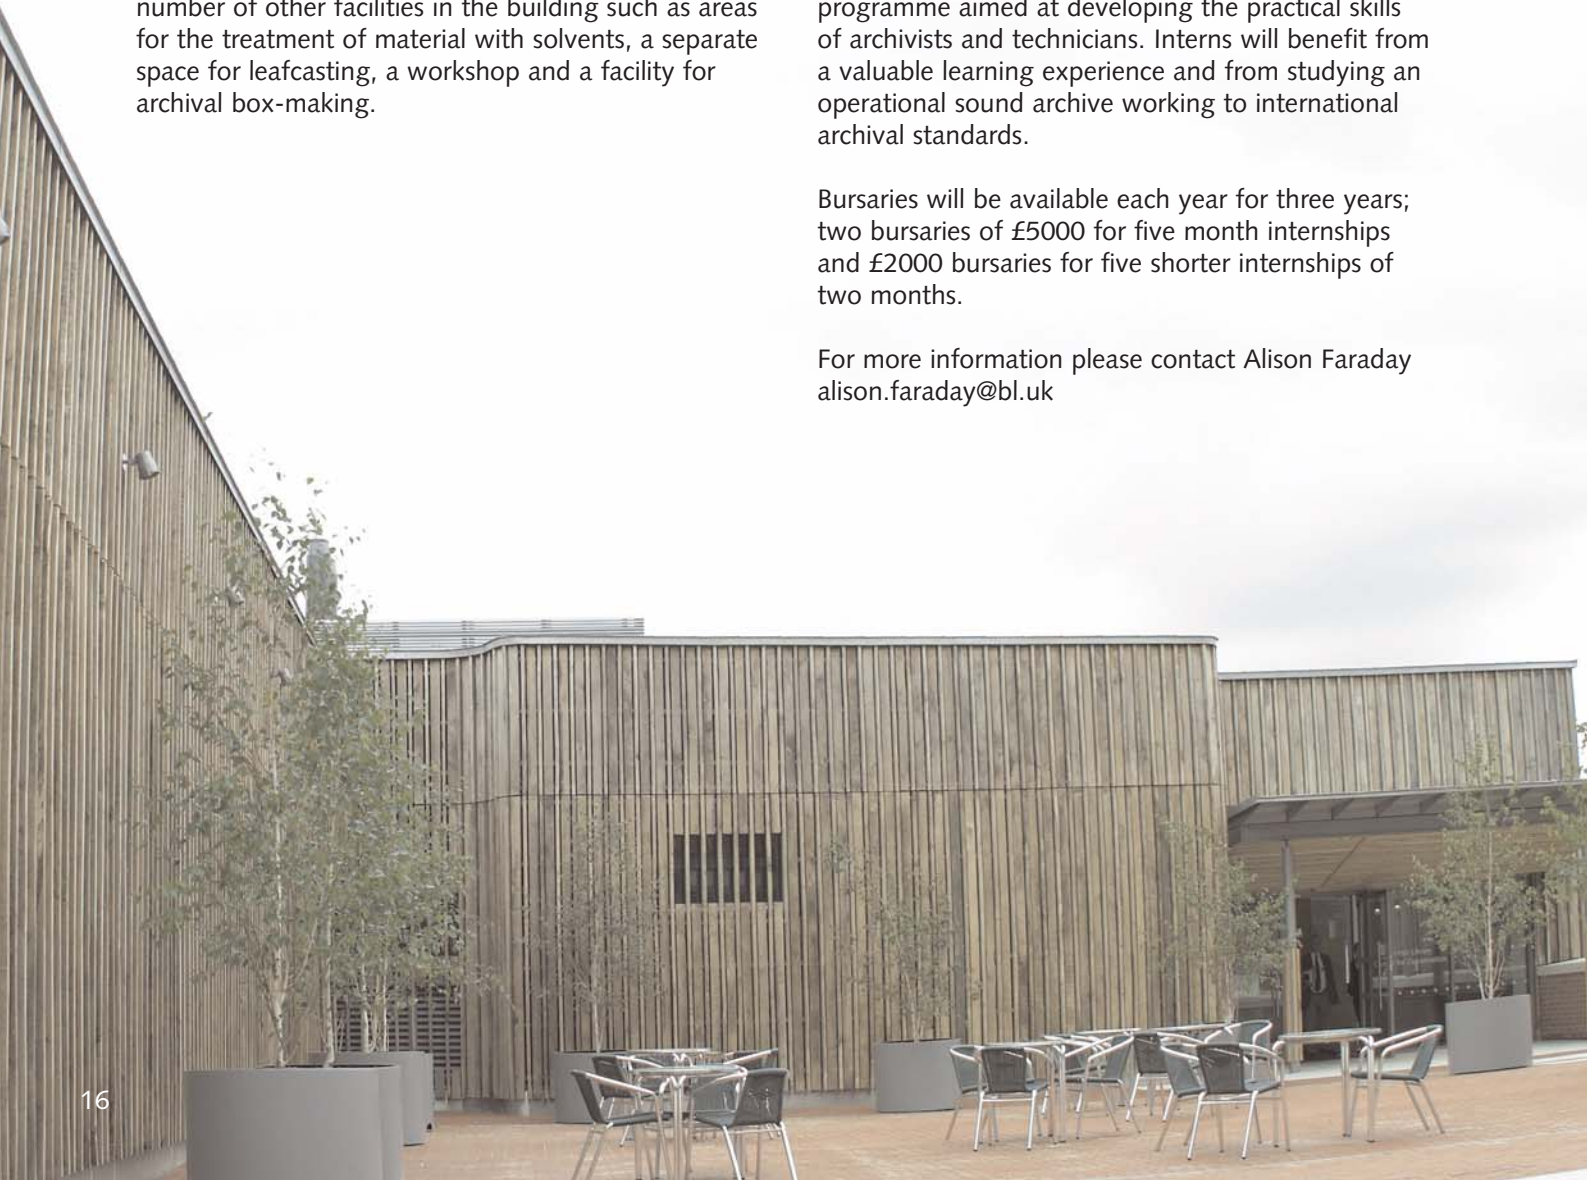 number of other facilities in the building such as areas
for the treatment of material with solvents, a separate
space for leafcasting, a workshop and a facility for
archival box-making.
programme aimed at developing the practical skills
of archivists and technicians. Interns will benefit from
a valuable learning experience and from studying an
operational sound archive working to international
archival standards.
Bursaries will be available each year for three years;
two bursaries of £5000 for five month internships
and £2000 bursaries for five shorter internships of
two months.
For more information please contact Alison Faraday
alison.faraday@bl.uk
16